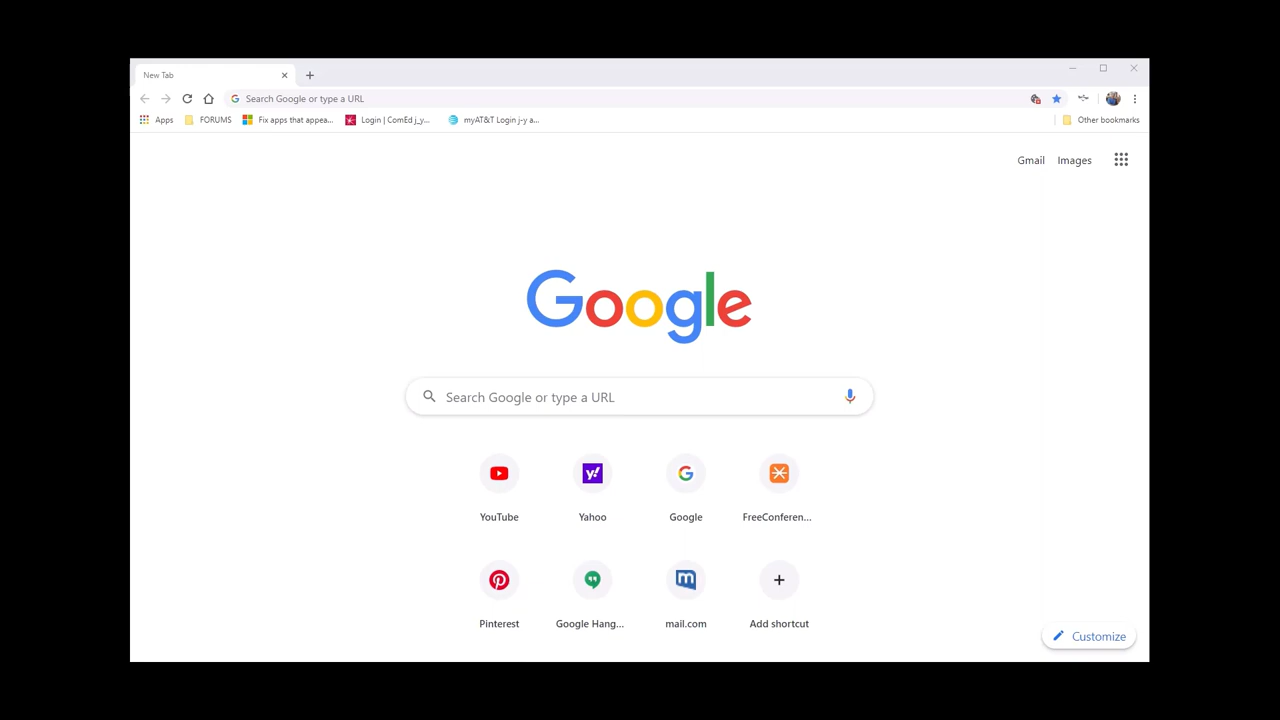 New Tab
Search Google or type a URL
Apps FORUMS Fix apps that appea... Login | ComEd j_y... myAT&T Login j-y a... Other bookmarks
Gmail Images
Google
Search Google or type a URL
YouTube Yahoo Google FreeConferen...
Pinterest Google Hang... mail.com Add shortcut
Customize